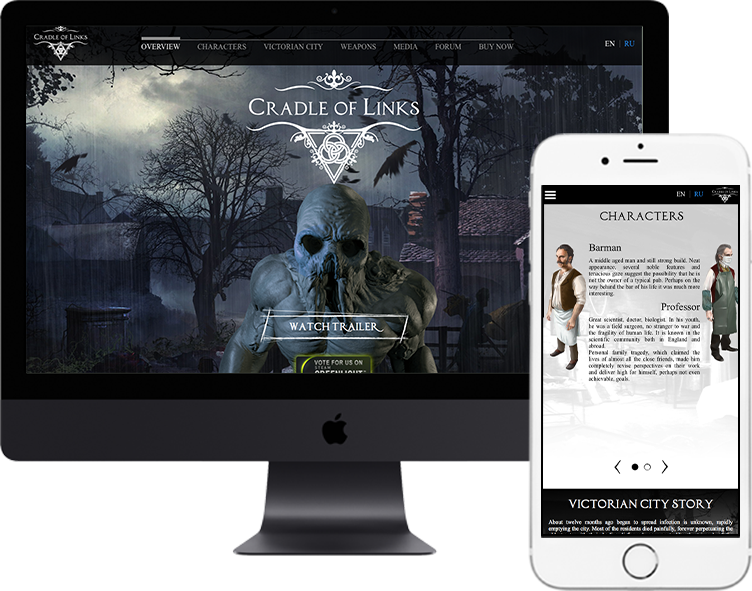 CRADLE OF LINKS
OVERVIEW CHARACTERS VICTORIAN CITY WEAPONS MEDIA FORUM BUY NOW
EN | RU
CRADLE OF LINKS
WATCH TRAILER
VOTE FOR US ON
STEAM
GREENLIGHT
EN | RU
CRADLE OF LINKS
CHARACTERS
Barman
A middle aged man and still strong build. Neat
appearance, several noble features and
tenacious gaze suggest the possibility that he is
not the owner of a typical pub. Perhaps on the
way behind the bar of his life it was much more
interesting.
Professor
Great scientist, doctor, biologist. In his youth,
he was a field surgeon, no stranger to war and
the fragility of human life. It is known in the
scientific community both in England and
abroad.
Personal family tragedy, which claimed the
lives of almost all the close friends, made him
completely revise perspectives on their work
and deliver high for himself, perhaps not even
achievable, goals.
VICTORIAN CITY STORY
About twelve months ago began to spread infection is unknown, rapidly
emptying the city. Most of the residents died painfully, forever perpetuating the